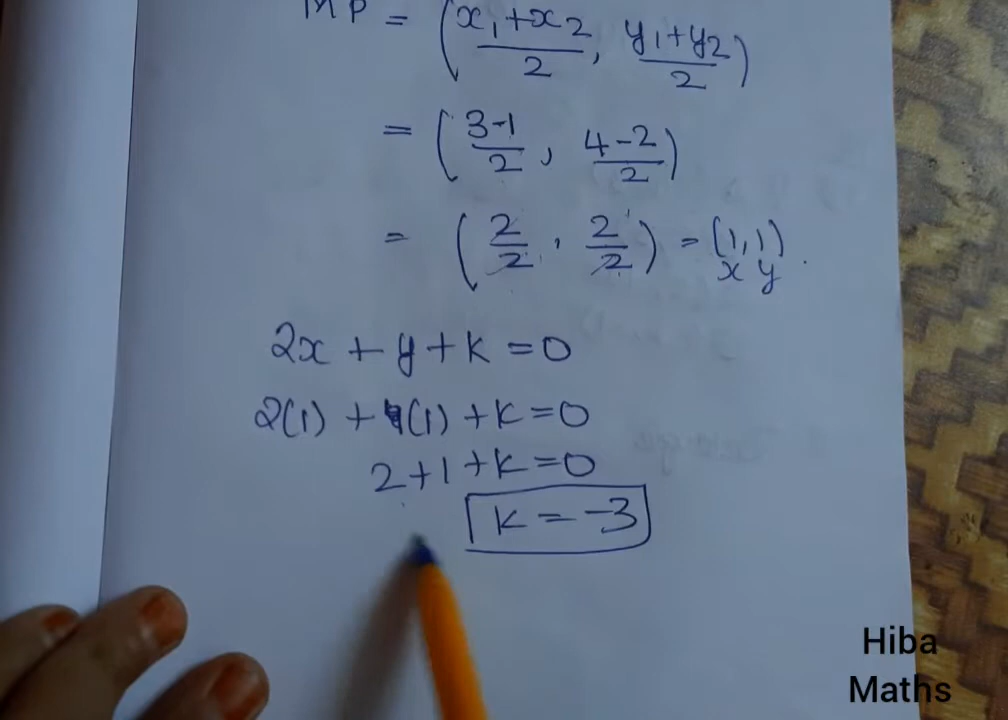 MP = (x₁+x₂/2, y₁+y₂/2)
= (3-1/2, 4-2/2)
= (2/2, 2/2) = (1,1)
x y
2x + y + k = 0
2(1) + (1) + k = 0
2+1+k=0
k = -3
Hiba
Maths